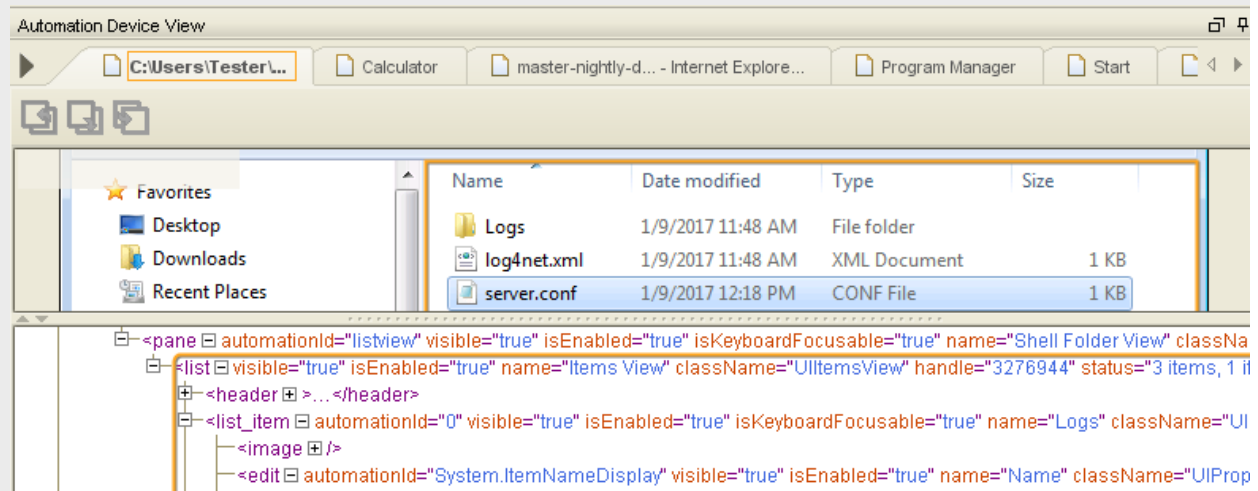 Automation Device View
C:\Users\Tester\... Calculator master-nightly-d... - Internet Explore... Program Manager Start
Favorites
Desktop
Downloads
Recent Places
Name Date modified Type Size
Logs 1/9/2017 11:48 AM File folder
log4net.xml 1/9/2017 11:48 AM XML Document 1 KB
server.conf 1/9/2017 12:18 PM CONF File 1 KB
<pane automationId="listview" visible="true" isEnabled="true" isKeyboardFocusable="true" name="Shell Folder View" classNa
<list visible="true" isEnabled="true" name="Items View" className="UIItemsView" handle="3276944" status="3 items, 1 it
<header >...</header>
<list_item automationId="0" visible="true" isEnabled="true" isKeyboardFocusable="true" name="Logs" className="UI
<image />
<edit automationId="System.ItemNameDisplay" visible="true" isEnabled="true" name="Name" className="UIProp